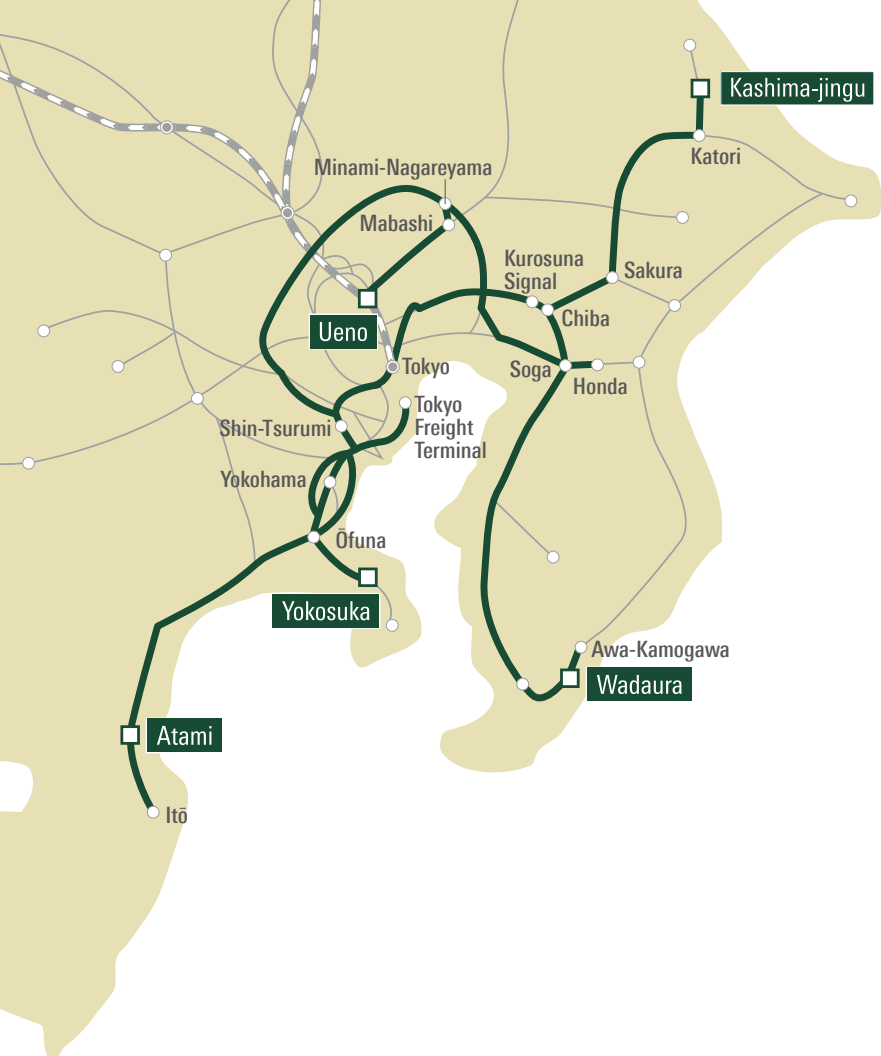 Kashima-jingu
Katori
Minami-Nagareyama
Mabashi
Kurosuna
Signal
Sakura
Chiba
Ueno
Tokyo
Soga
Honda
Tokyo
Freight
Terminal
Shin-Tsurumi
Yokohama
Ōfuna
Yokosuka
Awa-Kamogawa
Wadaura
Atami
Itō